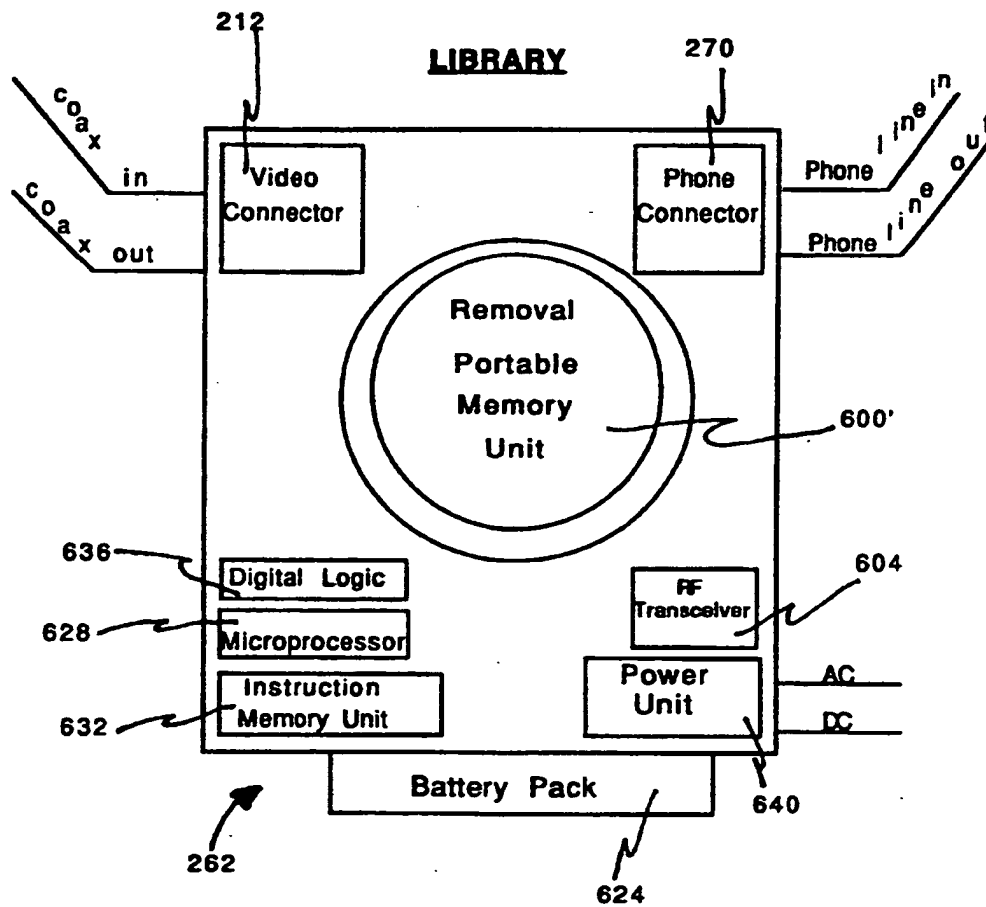 212
LIBRARY
270
coax in
coax out
Video
Connector
Phone
Connector
Phone line in
Phone line out
Removal
Portable
Memory
Unit
600'
636
Digital Logic
628
Microprocessor
632
Instruction
Memory Unit
RF
Transceiver
604
Power
Unit
AC
DC
640
Battery Pack
262
624